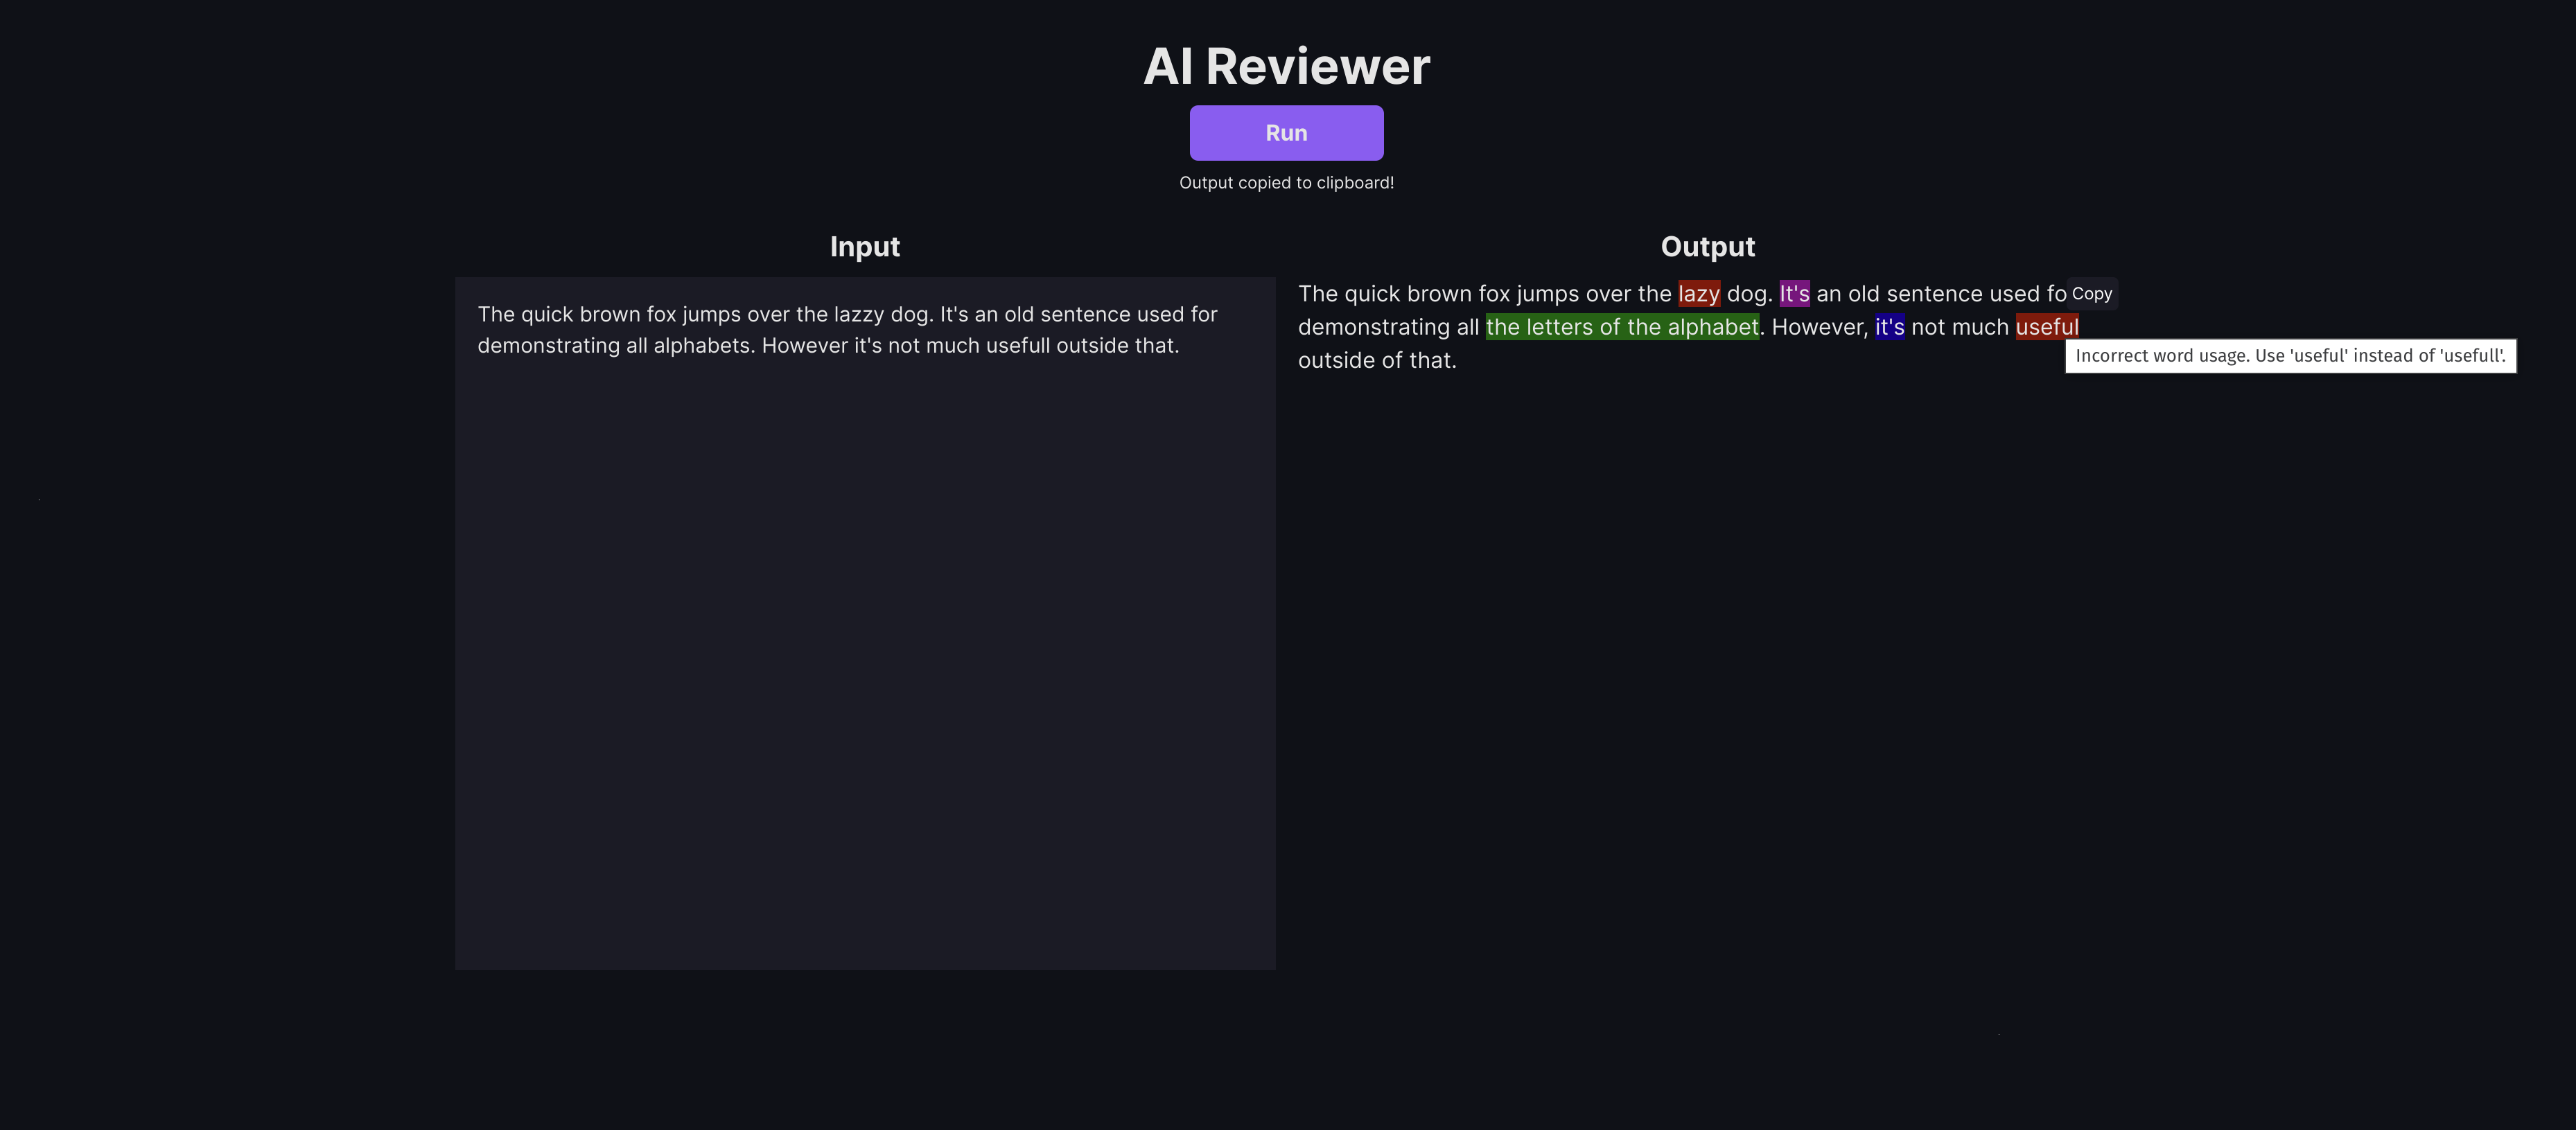 AI Reviewer
Run
Output copied to clipboard!
Input
The quick brown fox jumps over the lazzy dog. It's an old sentence used for
demonstrating all alphabets. However it's not much usefull outside that.
Output
The quick brown fox jumps over the lazy dog. It's an old sentence used fo
Copy
demonstrating all the letters of the alphabet. However, it's not much useful
outside of that.
Incorrect word usage. Use 'useful' instead of 'usefull'.